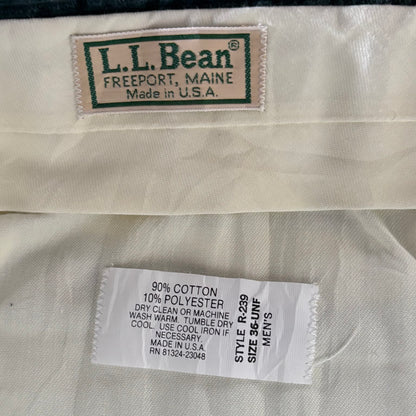 L.L.Bean®
FREEPORT, MAINE
Made in U.S.A.
90% COTTON
10% POLYESTER
DRY CLEAN OR MACHINE
WASH WARM. TUMBLE DRY
COOL. USE COOL IRON IF
NECESSARY.
MADE IN U.S.A.
RN 81324-23048
STYLE R-239
SIZE 36-UNF
MEN'S